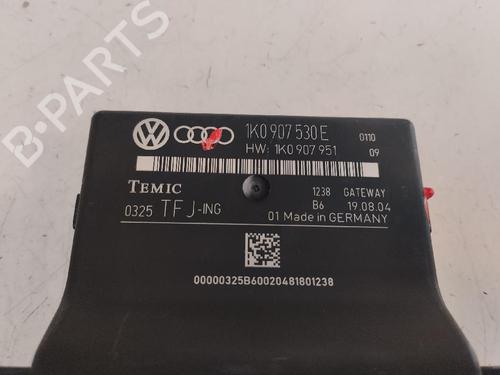 B-PARTS
1K0 907 530 E 0110
HW: 1K0 907 951 09
TEMIC 1238 GATEWAY
0325 TFJ-ING B6 19.08.04
01 Made in GERMANY
00000325B60020481801238